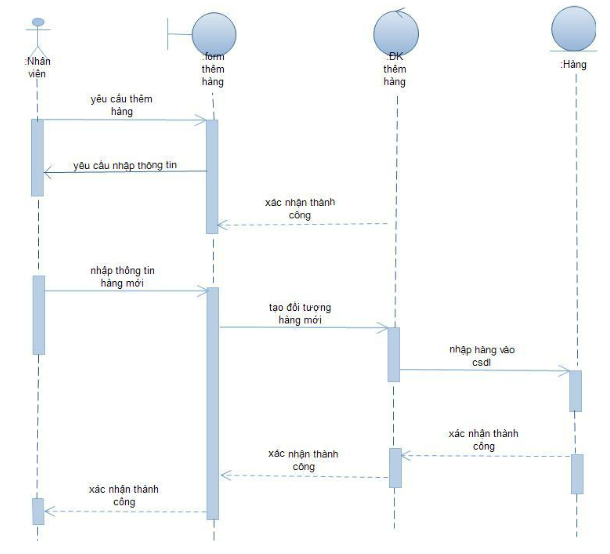 :Nhân
viên
:form
thêm
hàng
:ĐK
thêm
hàng
:Hàng
yêu cầu thêm
hàng
yêu cầu nhập thông tin
xác nhận thành
công
nhập thông tin
hàng mới
tạo đối tượng
hàng mới
nhập hàng vào
csdl
xác nhận thành
công
xác nhận thành
công
xác nhận thành
công